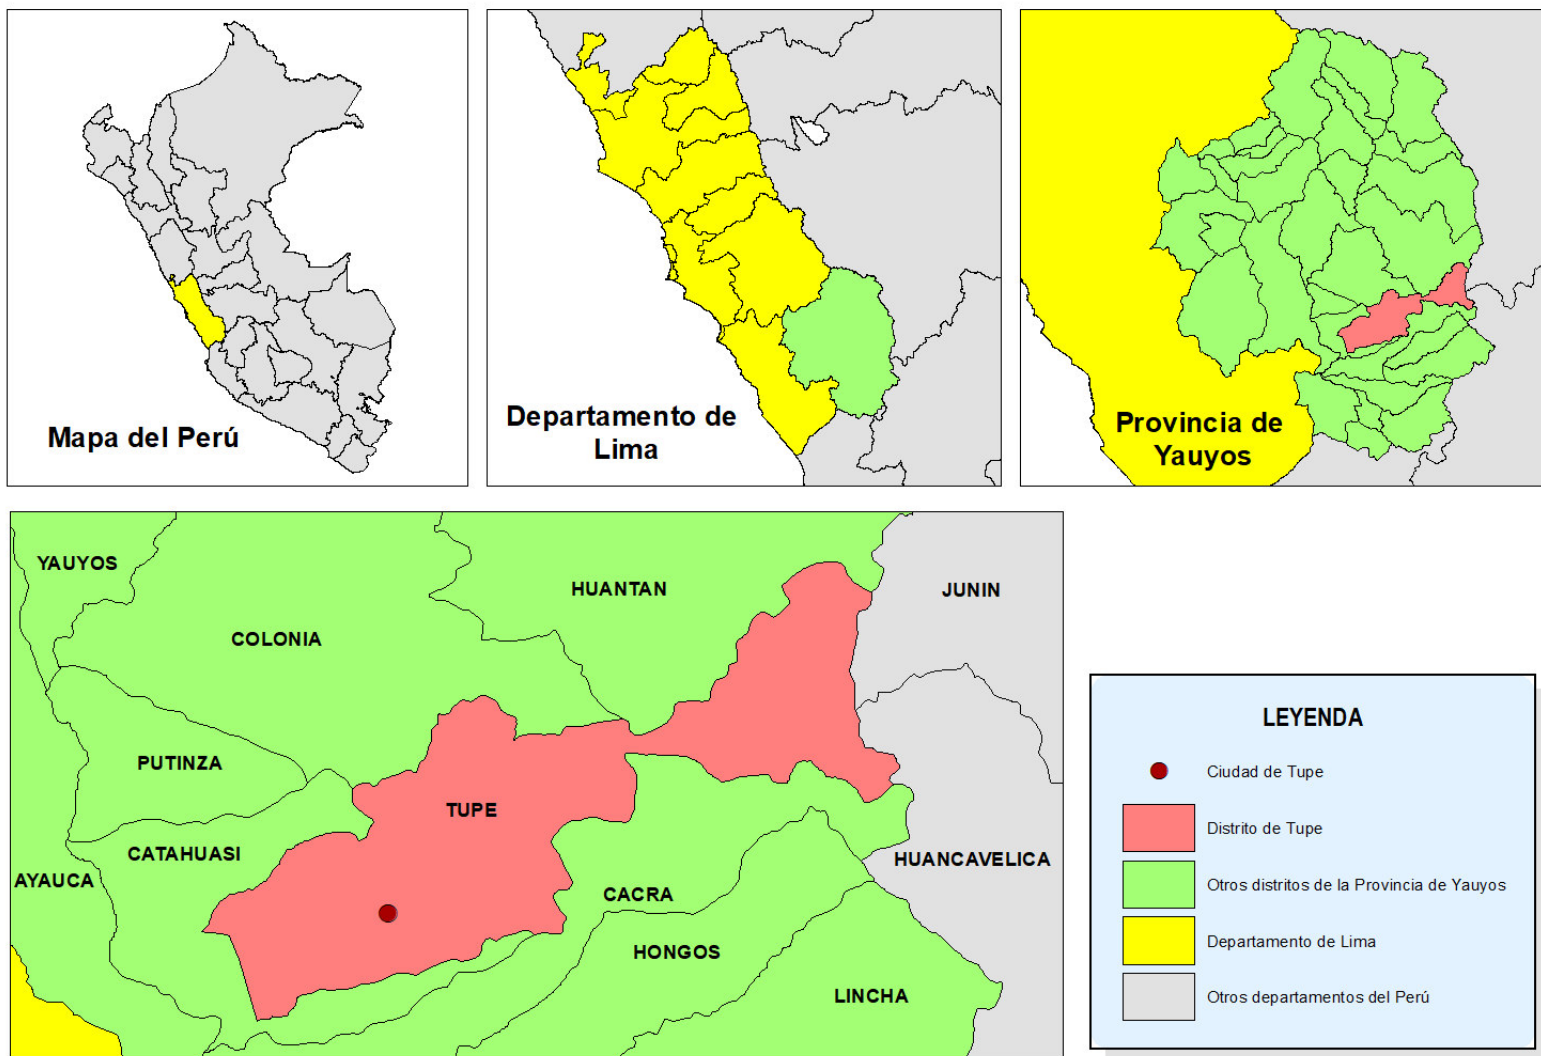 Mapa del Perú
Departamento de
Lima
Provincia de
Yauyos
YAUYOS
HUANTAN
JUNIN
COLONIA
PUTINZA
TUPE
CATAHUASI
HUANCAVELICA
AYAUCA
CACRA
HONGOS
LINCHA
LEYENDA
Ciudad de Tupe
Distrito de Tupe
Otros distritos de la Provincia de Yauyos
Departamento de Lima
Otros departamentos del Perú